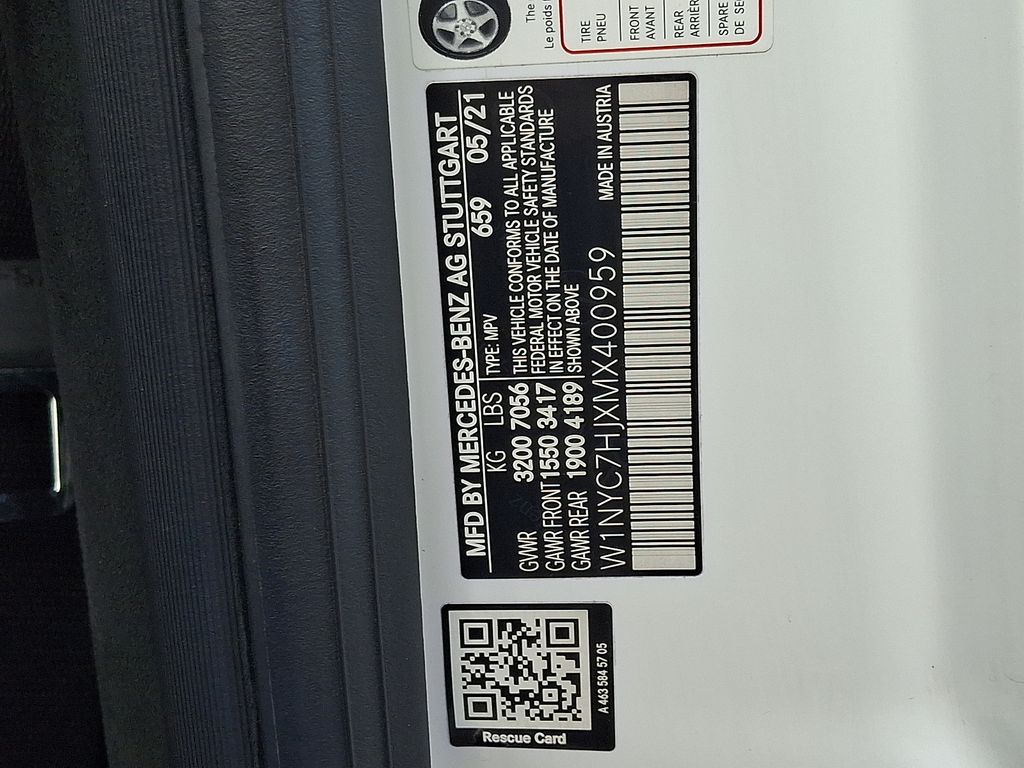 MFD BY MERCEDES-BENZ AG STUTTGART
KG LBS TYPE: MPV 659 05/21
GVWR 3200 7056
GAWR FRONT 1550 3417
GAWR REAR 1900 4189
THIS VEHICLE CONFORMS TO ALL APPLICABLE
FEDERAL MOTOR VEHICLE SAFETY STANDARDS
IN EFFECT ON THE DATE OF MANUFACTURE
SHOWN ABOVE
W1NYC7HJXMX400959 MADE IN AUSTRIA
Rescue Card
A 463 584 57 05
The
Le poids
TIRE
PNEU
FRONT
AVANT
REAR
ARRIÈR
SPARE
DE SE